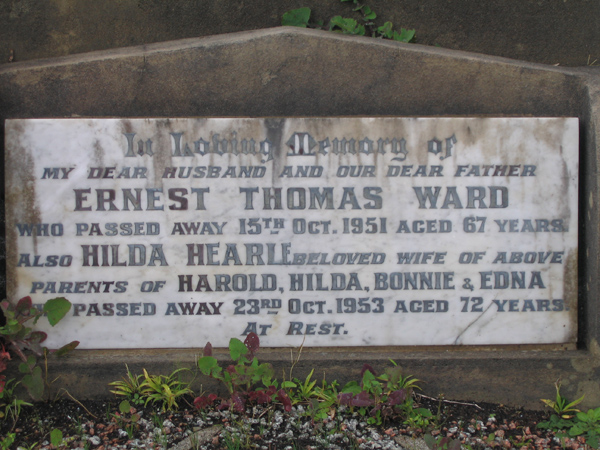 In Loving Memory of
MY DEAR HUSBAND AND OUR DEAR FATHER
ERNEST THOMAS WARD
WHO PASSED AWAY 15TH OCT. 1951 AGED 67 YEARS.
ALSO HILDA HEARLE BELOVED WIFE OF ABOVE
PARENTS OF HAROLD, HILDA, BONNIE & EDNA
PASSED AWAY 23RD OCT. 1953 AGED 72 YEARS
AT REST.